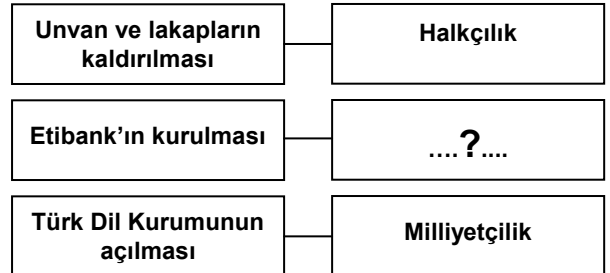 Unvan ve lakapların
kaldırılması
Halkçılık
Etibank’ın kurulması
....?....
Türk Dil Kurumunun
açılması
Milliyetçilik